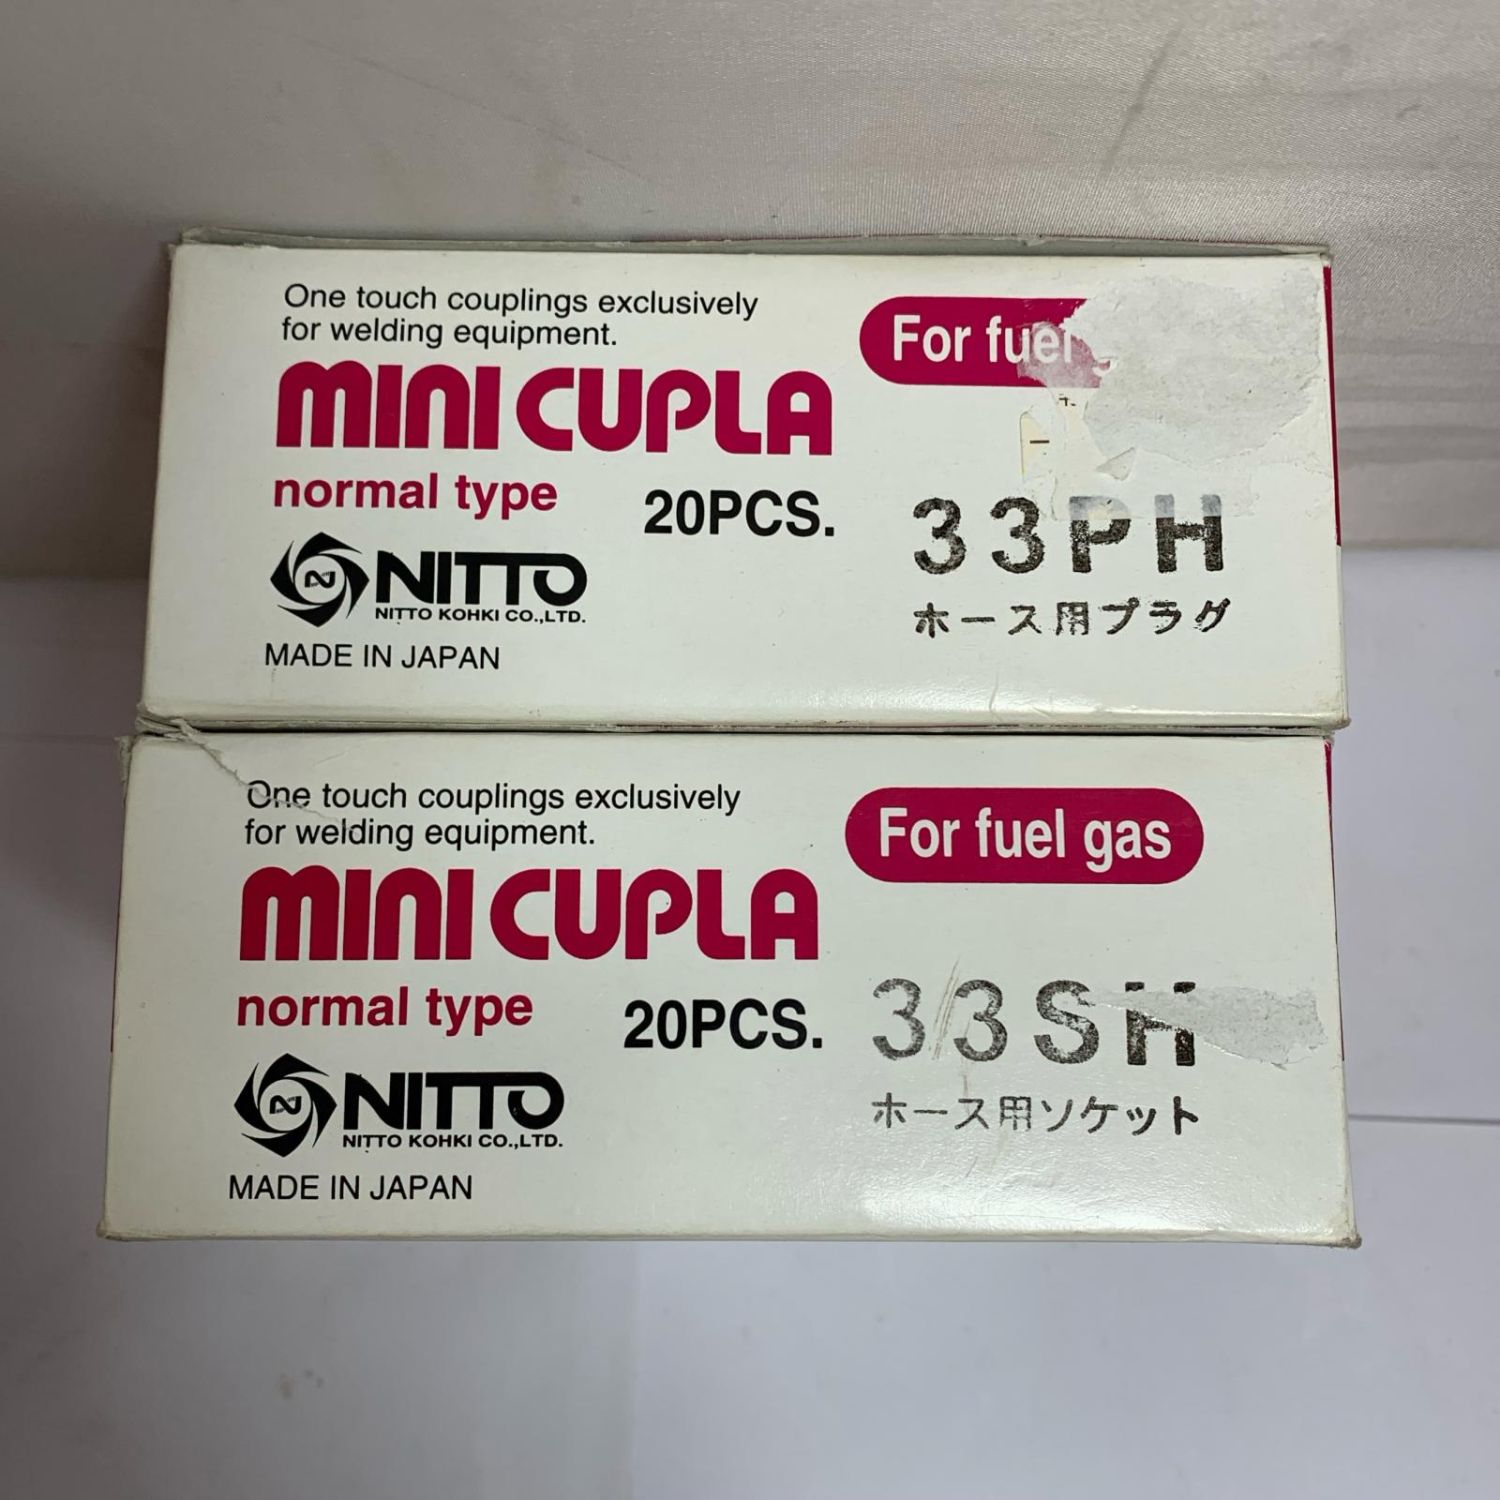 One touch couplings exclusively
for welding equipment.
For fuel
MINI CUPLA
normal type
20PCS.
33PH
ホース用プラグ
NITTO
NITTO KOHKI CO.,LTD.
MADE IN JAPAN
One touch couplings exclusively
for welding equipment.
For fuel gas
MINI CUPLA
normal type
20PCS.
33SH
ホース用ソケット
NITTO
NITTO KOHKI CO.,LTD.
MADE IN JAPAN